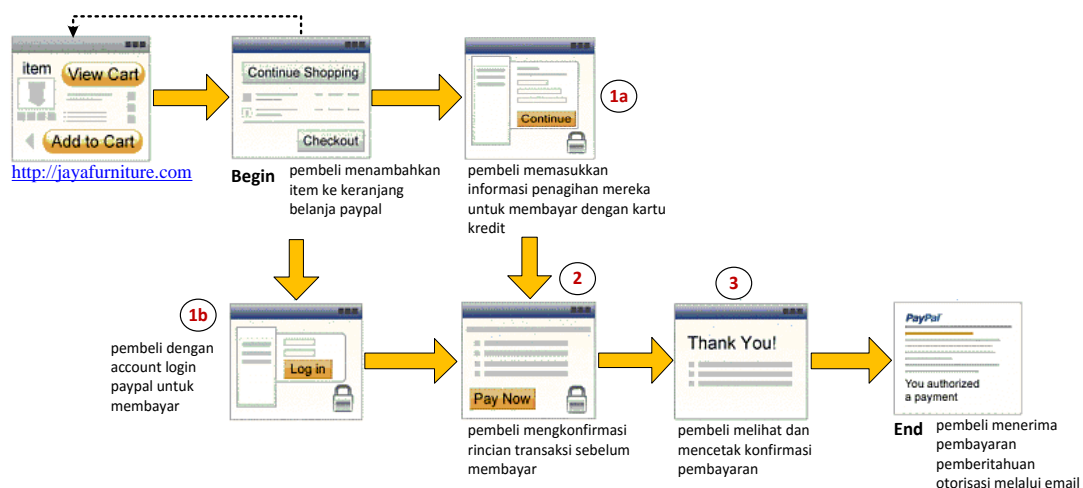 item
View Cart
Add to Cart
http://jayafurniture.com
Continue Shopping
Checkout
Begin
pembeli menambahkan
item ke keranjang
belanja paypal
Continue
1a
pembeli memasukkan
informasi penagihan mereka
untuk membayar dengan kartu
kredit
1b
pembeli dengan
account login
paypal untuk
membayar
Log in
2
Pay Now
pembeli mengkonfirmasi
rincian transaksi sebelum
membayar
3
Thank You!
pembeli melihat dan
mencetak konfirmasi
pembayaran
PayPal
You authorized
a payment
End
pembeli menerima
pembayaran
pemberitahuan
otorisasi melalui email